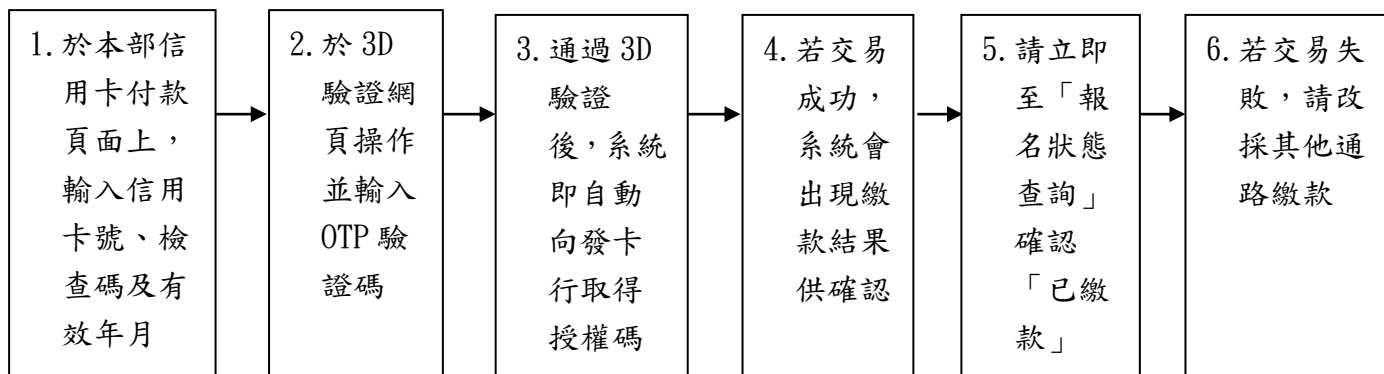 1.於本部信
用卡付款
頁面上，
輸入信用
卡號、檢
查碼及有
效年月
2.於 3D
驗證網
頁操作
並輸入
OTP 驗
證碼
3.通過 3D
驗證
後，系統
即自動
向發卡
行取得
授權碼
4.若交易
成功，
系統會
出現繳
款結果
供確認
5.請立即
至「報
名狀態
查詢」
確認
「已繳
款」
6.若交易失
敗，請改
採其他通
路繳款